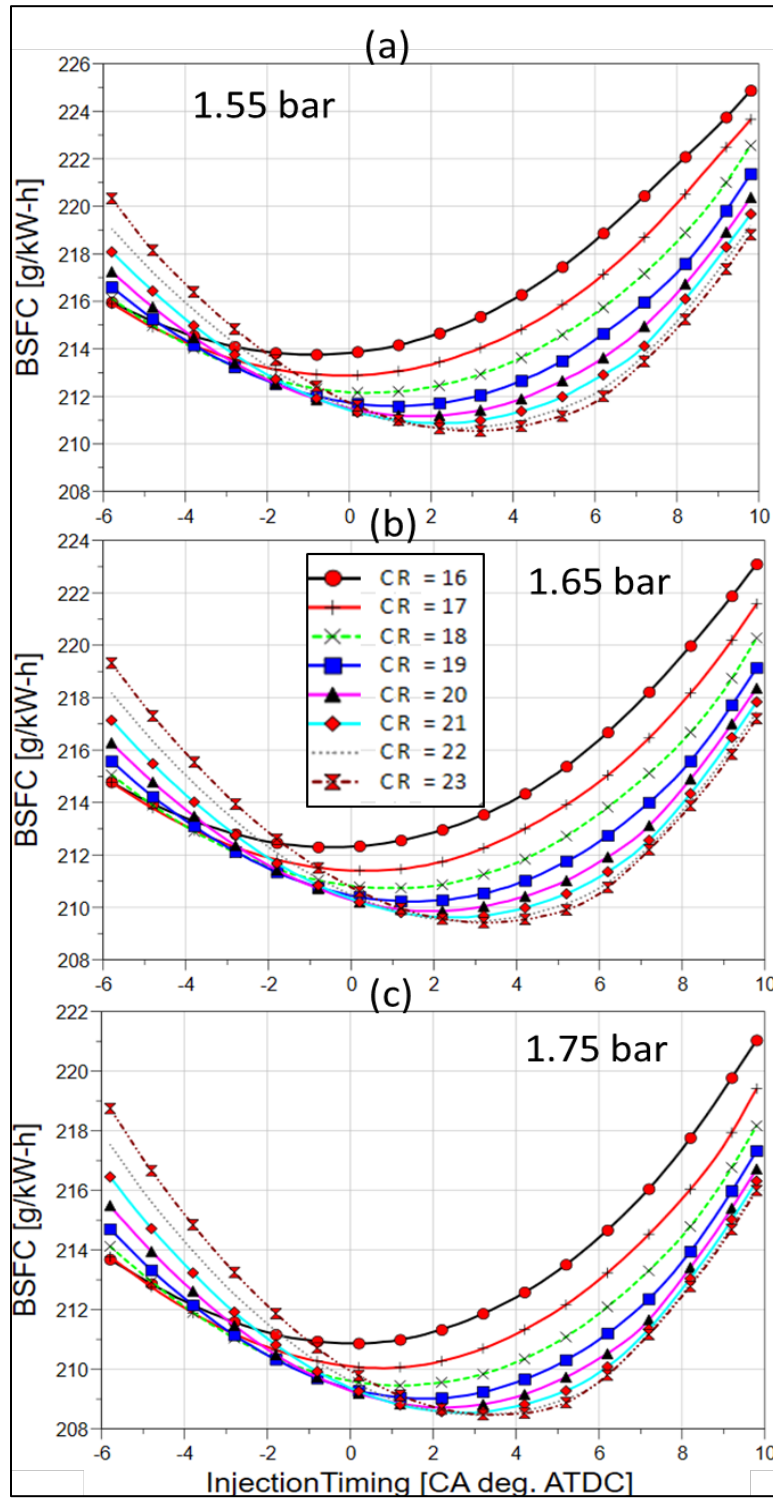 (a)
226
224
222
220
218
216
214
212
210
208
BSFC [g/kW-h]
1.55 bar
-6 -4 -2 0 2 4 6 8 10
(b)
224
222
220
218
216
214
212
210
208
BSFC [g/kW-h]
1.65 bar
CR = 16
CR = 17
CR = 18
CR = 19
CR = 20
CR = 21
CR = 22
CR = 23
-6 -4 -2 0 2 4 6 8 10
(c)
222
220
218
216
214
212
210
208
BSFC [g/kW-h]
1.75 bar
-6 -4 -2 0 2 4 6 8 10
InjectionTiming [CA deg. ATDC]